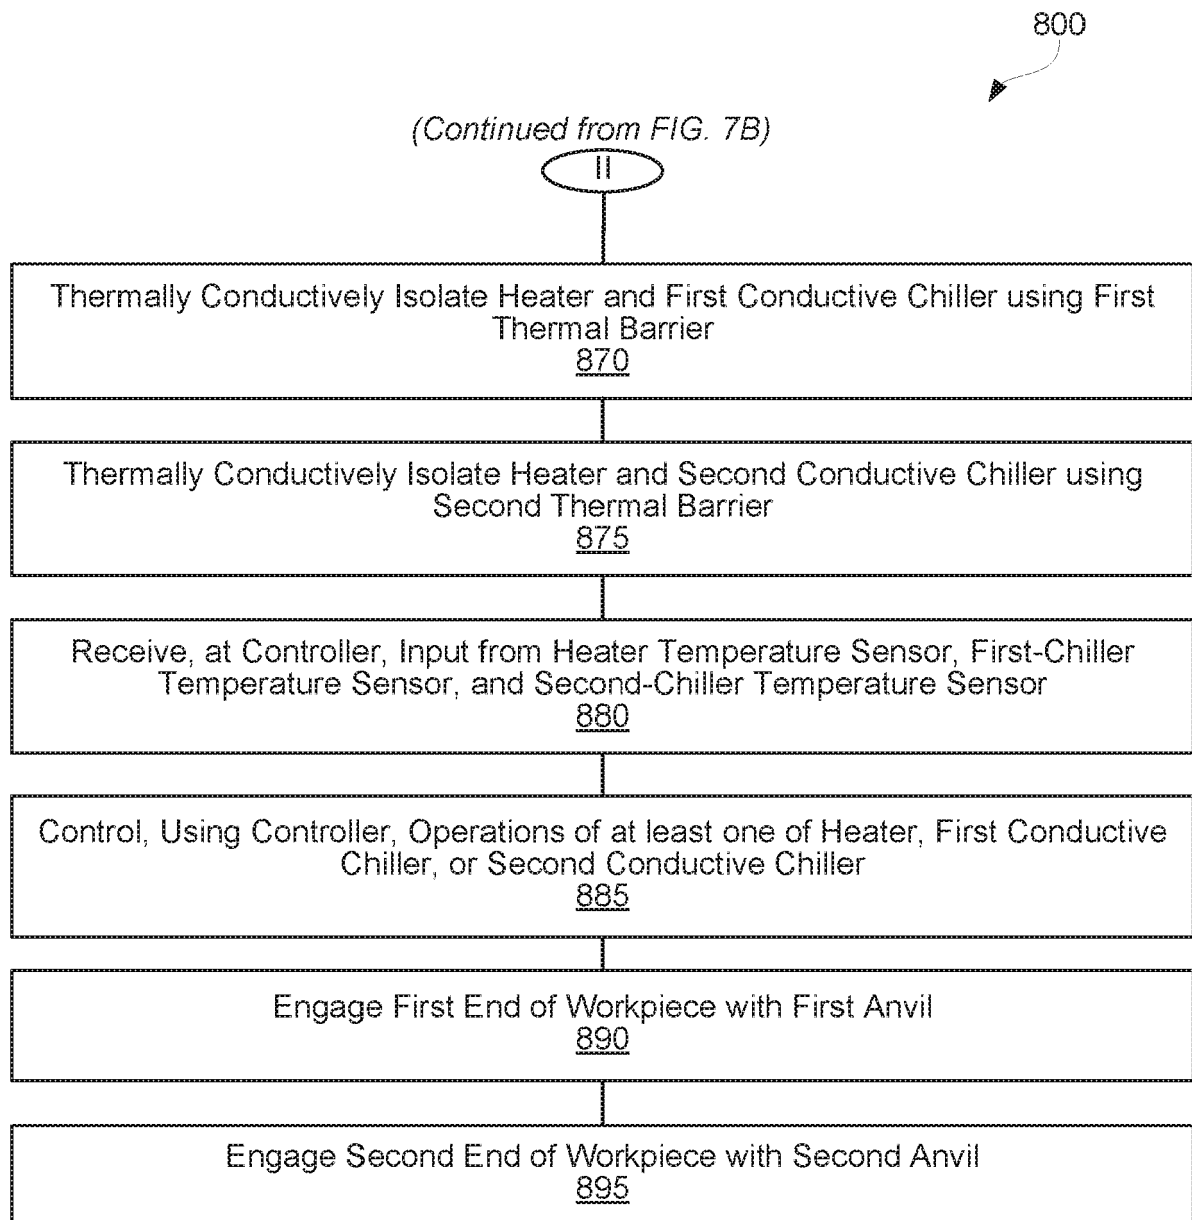 800
(Continued from FIG. 7B)
II
Thermally Conductively Isolate Heater and First Conductive Chiller using First
Thermal Barrier
870
Thermally Conductively Isolate Heater and Second Conductive Chiller using
Second Thermal Barrier
875
Receive, at Controller, Input from Heater Temperature Sensor, First-Chiller
Temperature Sensor, and Second-Chiller Temperature Sensor
880
Control, Using Controller, Operations of at least one of Heater, First Conductive
Chiller, or Second Conductive Chiller
885
Engage First End of Workpiece with First Anvil
890
Engage Second End of Workpiece with Second Anvil
895